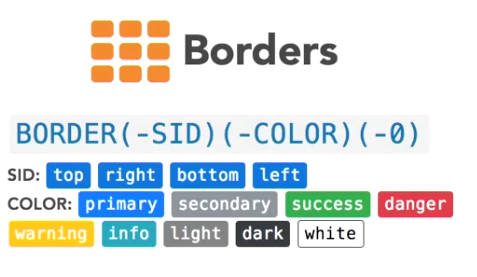 Borders
BORDER(-SID)(-COLOR)(-0)
SID: top right bottom left
COLOR: primary secondary success danger
warning info light dark white